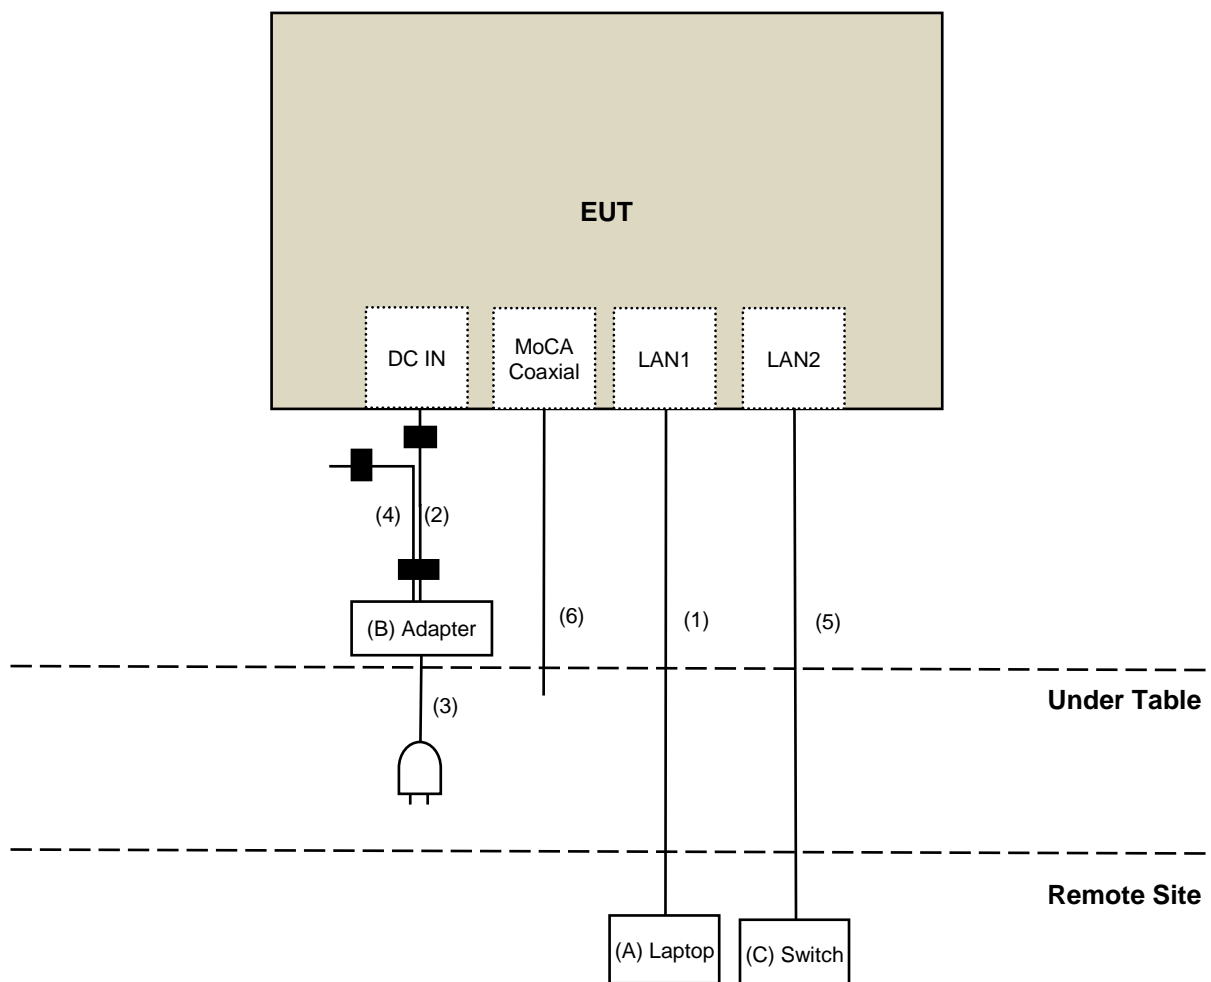 EUT
DC IN
MoCA
Coaxial
LAN1
LAN2
(4)
(2)
(B) Adapter
(6)
(1)
(5)
(3)
Under Table
Remote Site
(A) Laptop
(C) Switch